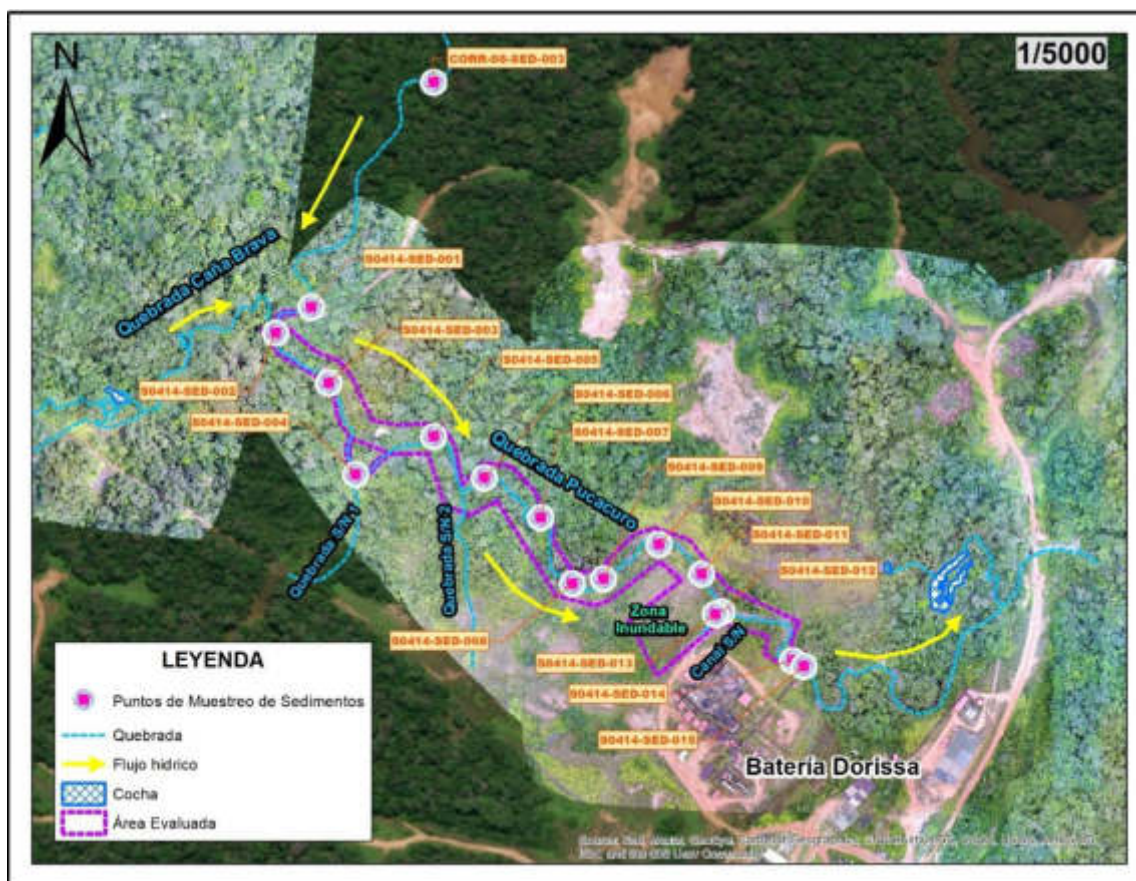 N
1/5000
CORR-06-SED-003
S0414-SED-001
Quebrada Caña Brava
S0414-SED-003
S0414-SED-005
S0414-SED-002
S0414-SED-006
S0414-SED-004
S0414-SED-007
Quebrada Pucacuro
S0414-SED-009
S0414-SED-010
S0414-SED-011
S0414-SED-012
Quebrada S/N 1
Quebrada S/N 2
Zona
Inundable
Canal S/N
S0414-SED-008
S0414-SED-013
S0414-SED-014
S0414-SED-015
Batería Dorissa
LEYENDA
Puntos de Muestreo de Sedimentos
Quebrada
Flujo hídrico
Cocha
Área Evaluada